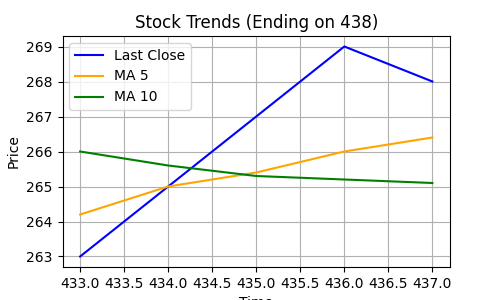 Stock Trends (Ending on 438)
Last Close
MA 5
MA 10
Price
269
268
267
266
265
264
263
433.0 433.5 434.0 434.5 435.0 435.5 436.0 436.5 437.0
Time